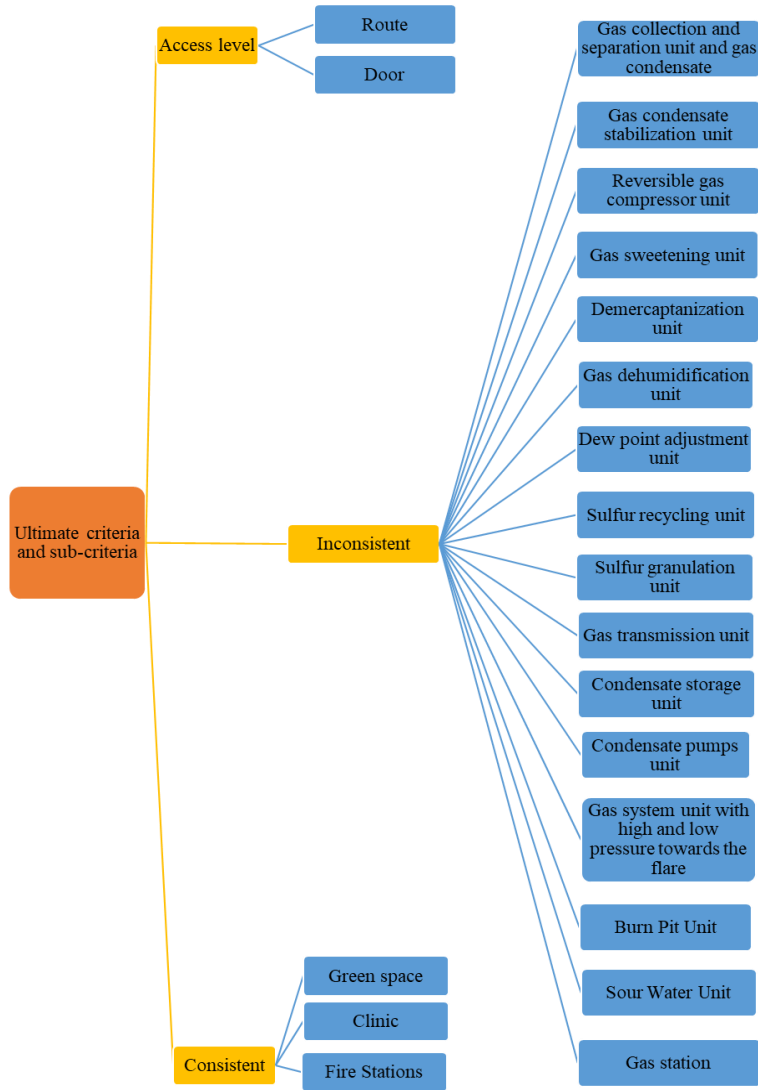 Ultimate criteria
and sub-criteria
Access level
Route
Door
Inconsistent
Gas collection and
separation unit and gas
condensate
Gas condensate
stabilization unit
Reversible gas
compressor unit
Gas sweetening unit
Demercaptanization
unit
Gas dehumidification
unit
Dew point adjustment
unit
Sulfur recycling unit
Sulfur granulation
unit
Gas transmission unit
Condensate storage
unit
Condensate pumps
unit
Gas system unit with
high and low
pressure towards the
flare
Burn Pit Unit
Sour Water Unit
Gas station
Consistent
Green space
Clinic
Fire Stations